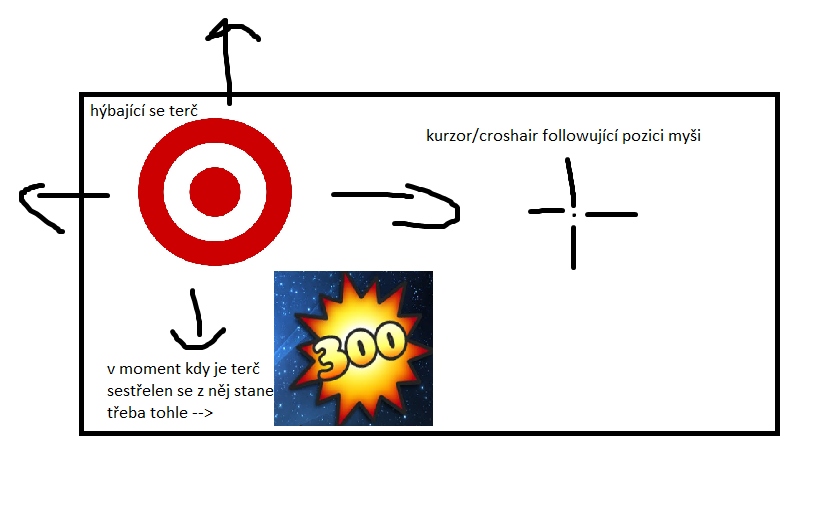 hýbající se terč
kurzor/croshair followující pozici myši
v moment kdy je terč
sestřelen se z něj stane
třeba tohle -->
300